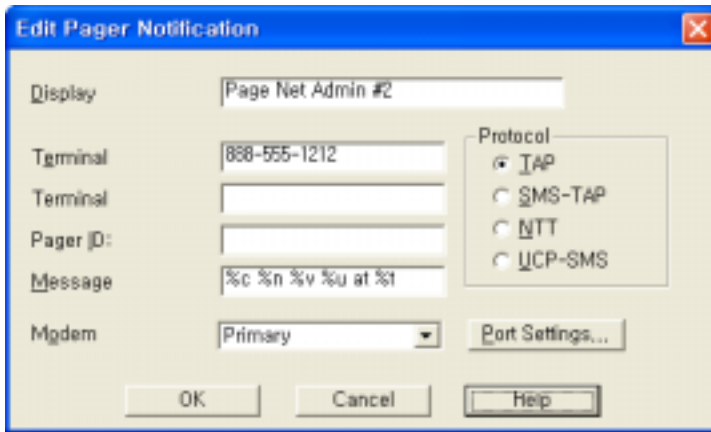 Edit Pager Notification
Display
Page Net Admin #2
Terminal
888-555-1212
Terminal
Pager ID:
Message
%c %n %v %u at %t
Modem
Primary
Protocol
TAP
SMS-TAP
NTT
UCP-SMS
Port Settings...
OK
Cancel
Help